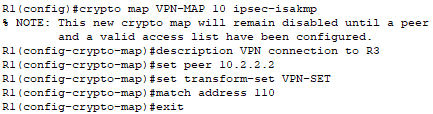 R1(config)#crypto map VPN-MAP 10 ipsec-isakmp
% NOTE: This new crypto map will remain disabled until a peer
and a valid access list have been configured.
R1(config-crypto-map)#description VPN connection to R3
R1(config-crypto-map)#set peer 10.2.2.2
R1(config-crypto-map)#set transform-set VPN-SET
R1(config-crypto-map)#match address 110
R1(config-crypto-map)#exit